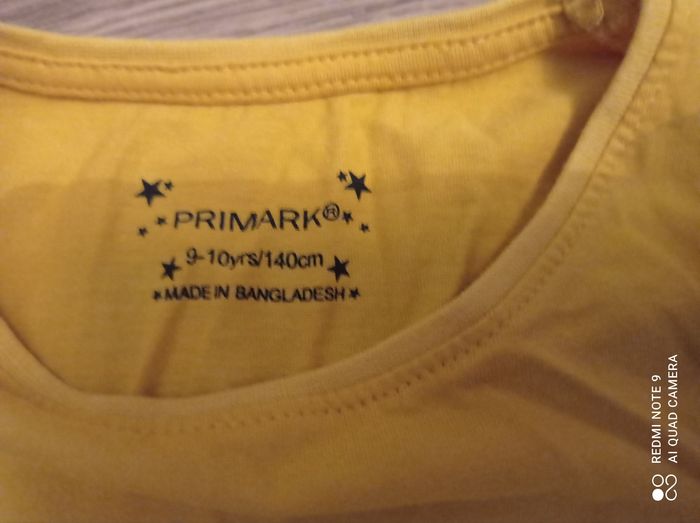 PRIMARK®
9-10yrs/140cm
MADE IN BANGLADESH
REDMI NOTE 9
AI QUAD CAMERA